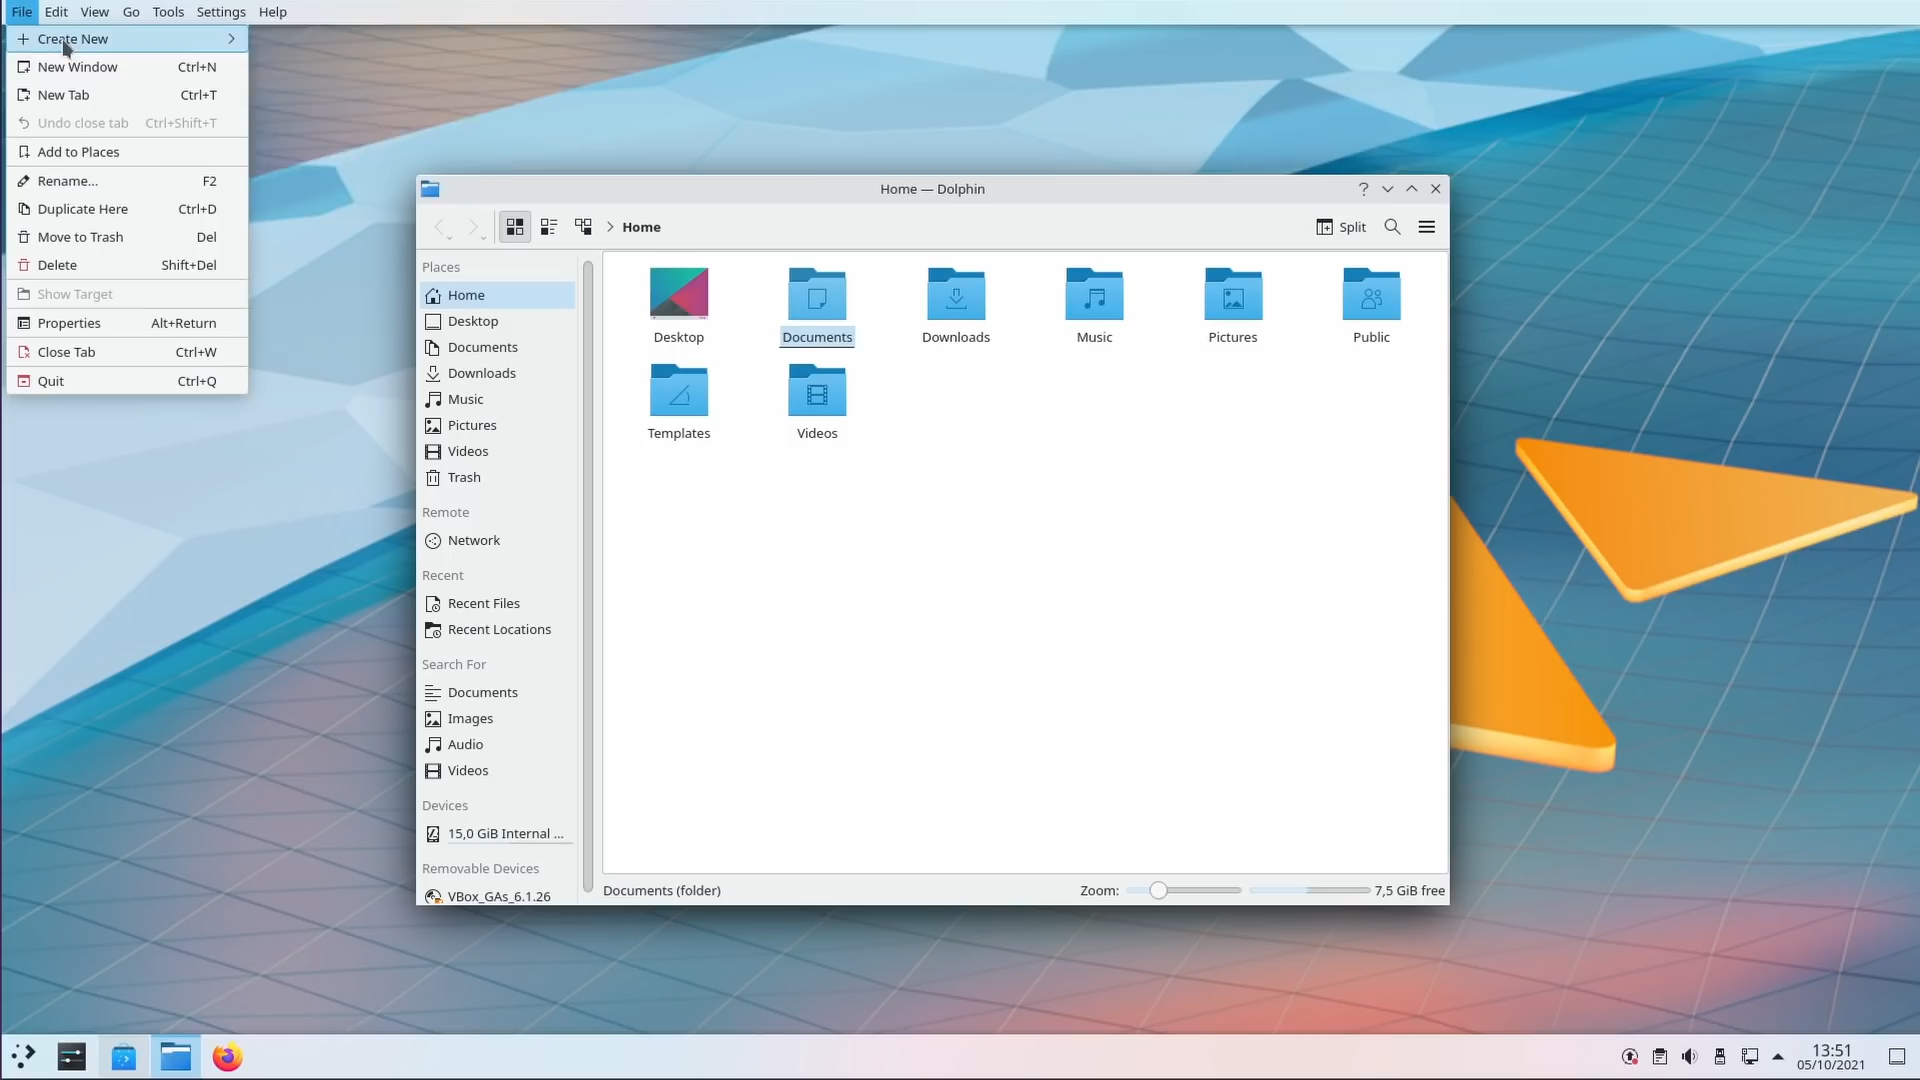 File Edit View Go Tools Settings Help
Create New
New Window Ctrl+N
New Tab Ctrl+T
Undo close tab Ctrl+Shift+T
Add to Places
Rename... F2
Duplicate Here Ctrl+D
Move to Trash Del
Delete Shift+Del
Show Target
Properties Alt+Return
Close Tab Ctrl+W
Quit Ctrl+Q
Home — Dolphin
Home
Split
Places
Home
Desktop
Documents
Downloads
Music
Pictures
Videos
Trash
Remote
Network
Recent
Recent Files
Recent Locations
Search For
Documents
Images
Audio
Videos
Devices
15,0 GiB Internal ...
Removable Devices
VBox_GAs_6.1.26
Desktop Documents Downloads Music Pictures Public
Templates Videos
Documents (folder) Zoom: 7,5 GiB free
13:51
05/10/2021